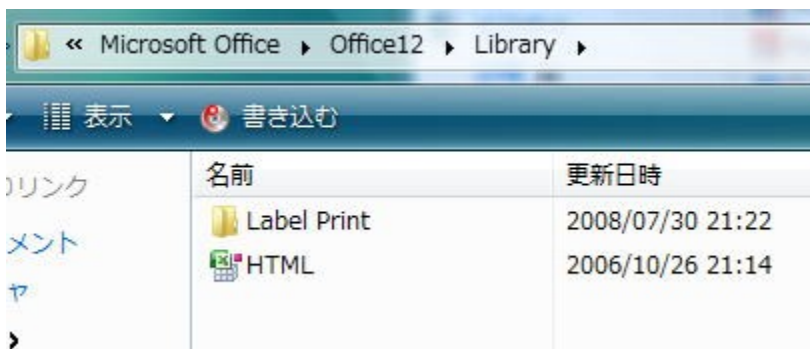 « Microsoft Office ▸ Office12 ▸ Library ▸
表示 ▼ 書き込む
リンク
名前 更新日時
Label Print 2008/07/30 21:22
メント
HTML 2006/10/26 21:14
ャ